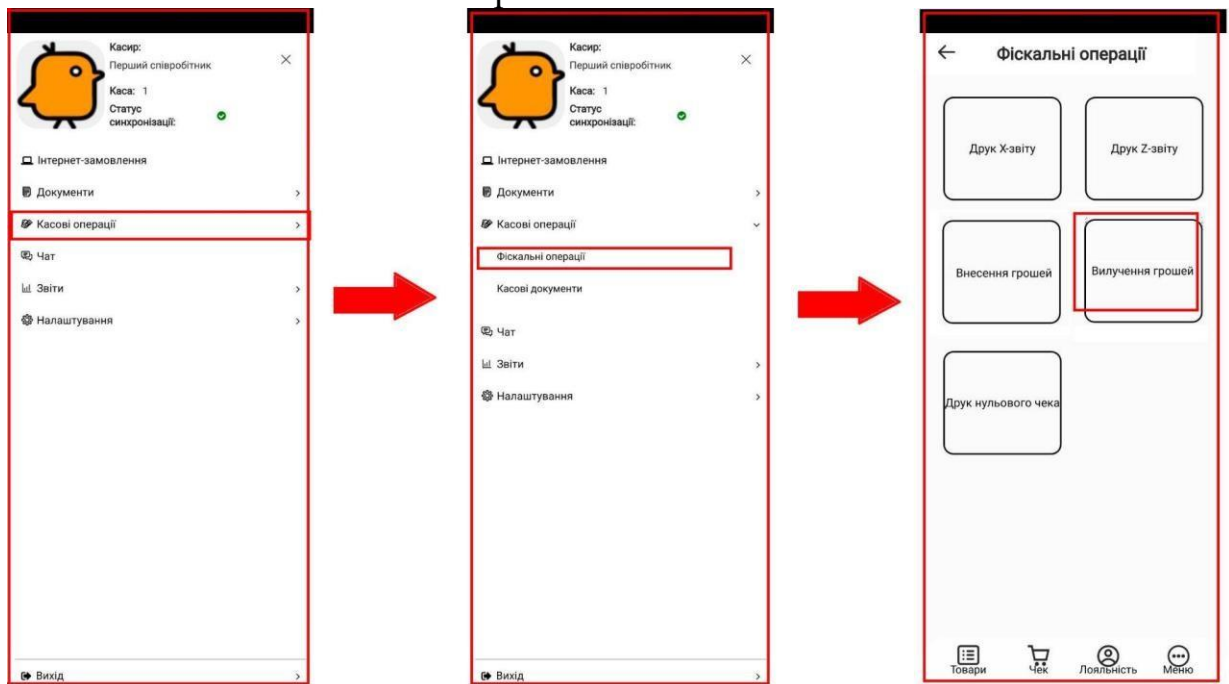 Касир:
Перший співробітник
Каса: 1
Статус
синхронізації:
Інтернет-замовлення
Документи
Касові операції
Чат
Звіти
Налаштування
Вихід
Касир:
Перший співробітник
Каса: 1
Статус
синхронізації:
Інтернет-замовлення
Документи
Касові операції
Фіскальні операції
Касові документи
Чат
Звіти
Налаштування
Вихід
Фіскальні операції
Друк X-звіту
Друк Z-звіту
Внесення грошей
Вилучення грошей
Друк нульового чека
Товари
Чек
Лояльність
Меню